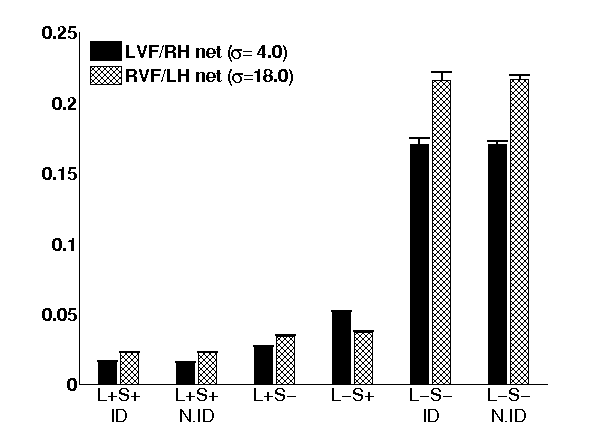 0.25
LVF/RH net (σ= 4.0)
RVF/LH net (σ=18.0)
0.2
0.15
0.1
0.05
0
L+S+ L+S+ L+S− L−S+ L−S− L−S−
ID N.ID ID N.ID